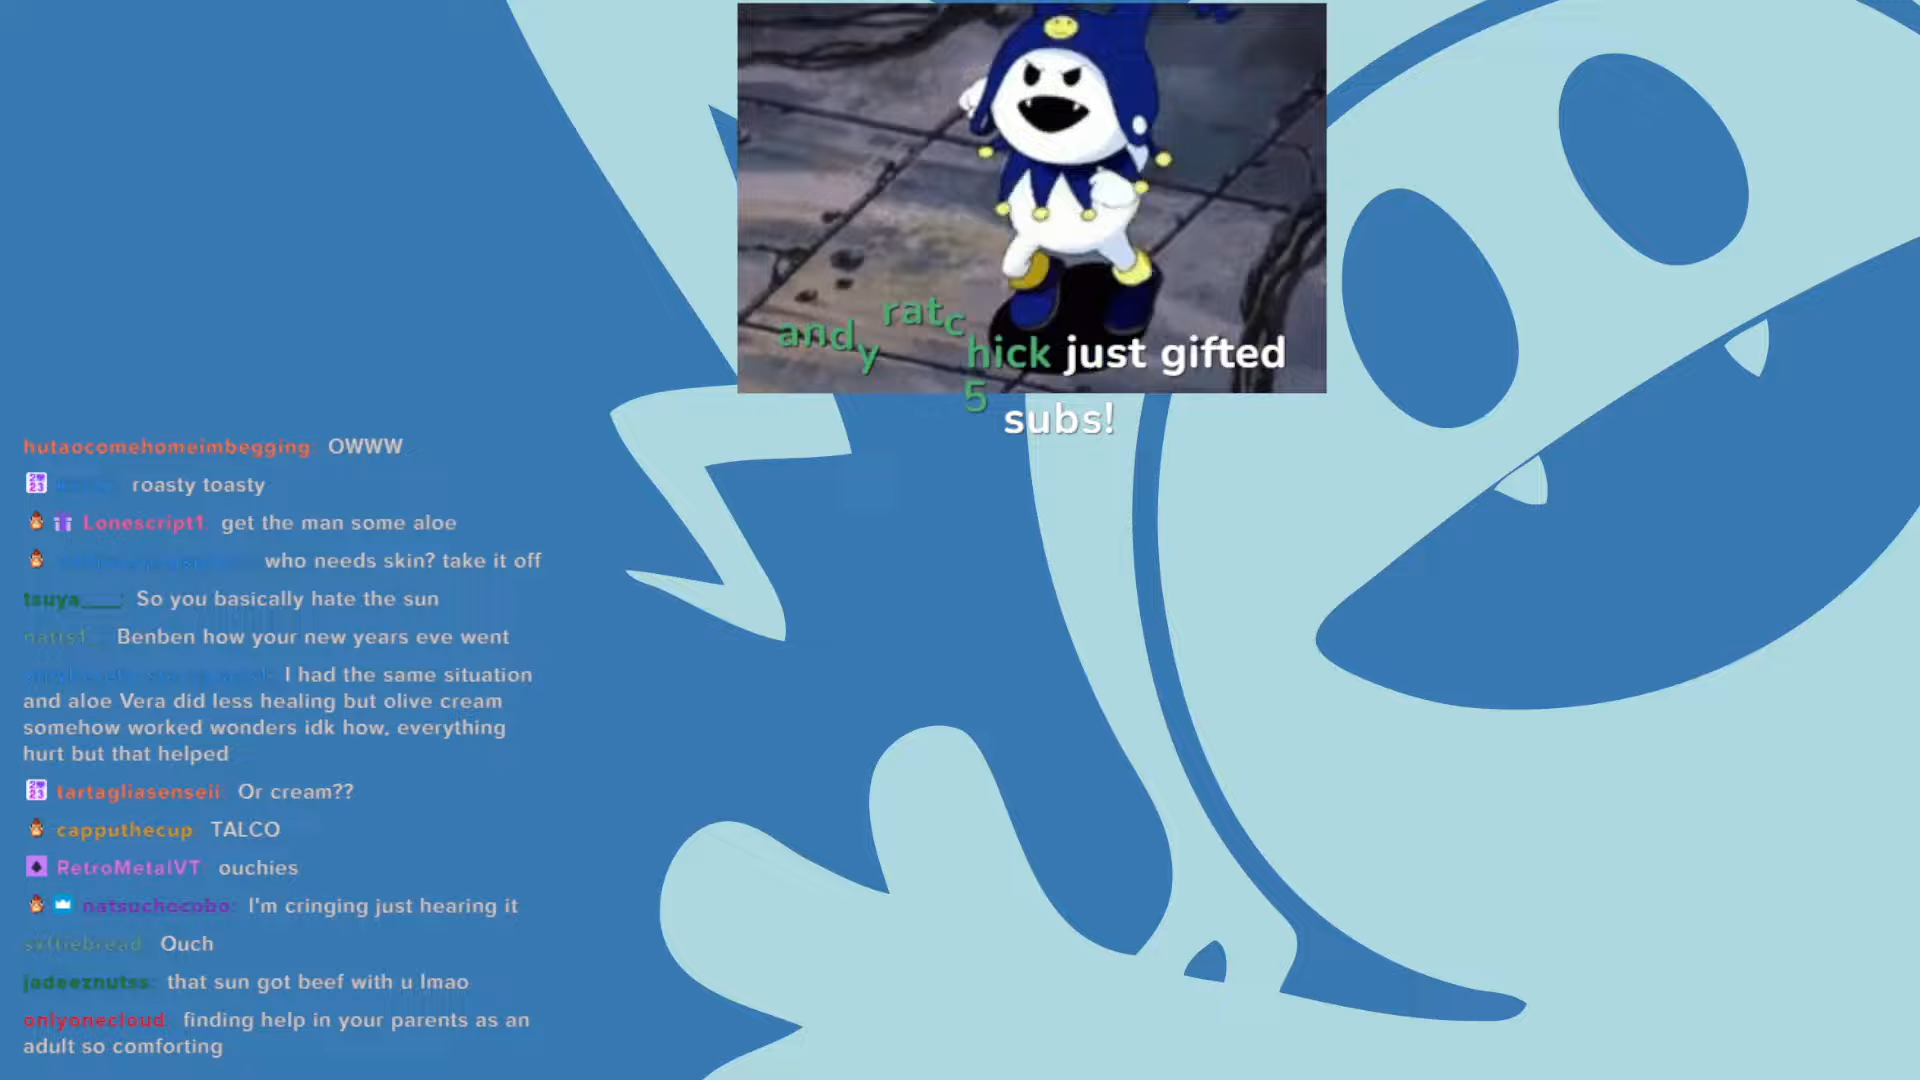 andyratchick just gifted
5 subs!
hutaocomehomeimbegging: OWWW
roasty toasty
Lonescript1: get the man some aloe
who needs skin? take it off
tsuya____: So you basically hate the sun
Benben how your new years eve went
I had the same situation
and aloe Vera did less healing but olive cream
somehow worked wonders idk how, everything
hurt but that helped
tartagliasenseii: Or cream??
capputhecup: TALCO
RetroMetalVT: ouchies
natsuchocobo: I'm cringing just hearing it
Ouch
jadeeznutss: that sun got beef with u lmao
onlyonecloud: finding help in your parents as an
adult so comforting